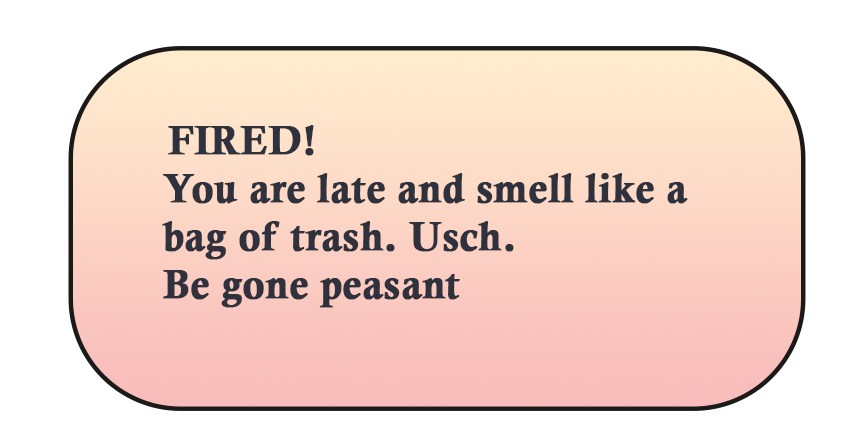 FIRED!
You are late and smell like a
bag of trash. Usch.
Be gone peasant